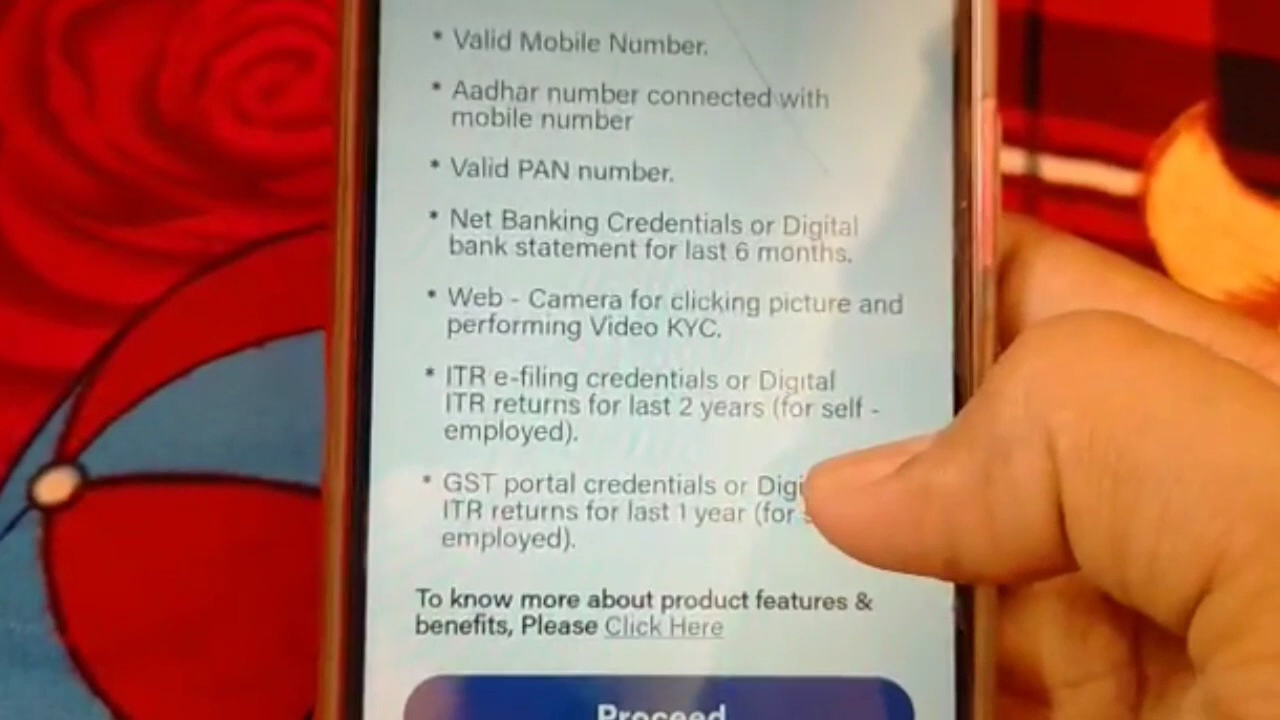 * Valid Mobile Number.
* Aadhar number connected with
mobile number
* Valid PAN number.
* Net Banking Credentials or Digital
bank statement for last 6 months.
* Web - Camera for clicking picture and
performing Video KYC.
* ITR e-filing credentials or Digital
ITR returns for last 2 years (for self -
employed).
* GST portal credentials or
ITR returns for last 1 year (for
employed).
To know more about product features &
benefits, Please Click Here
Proceed